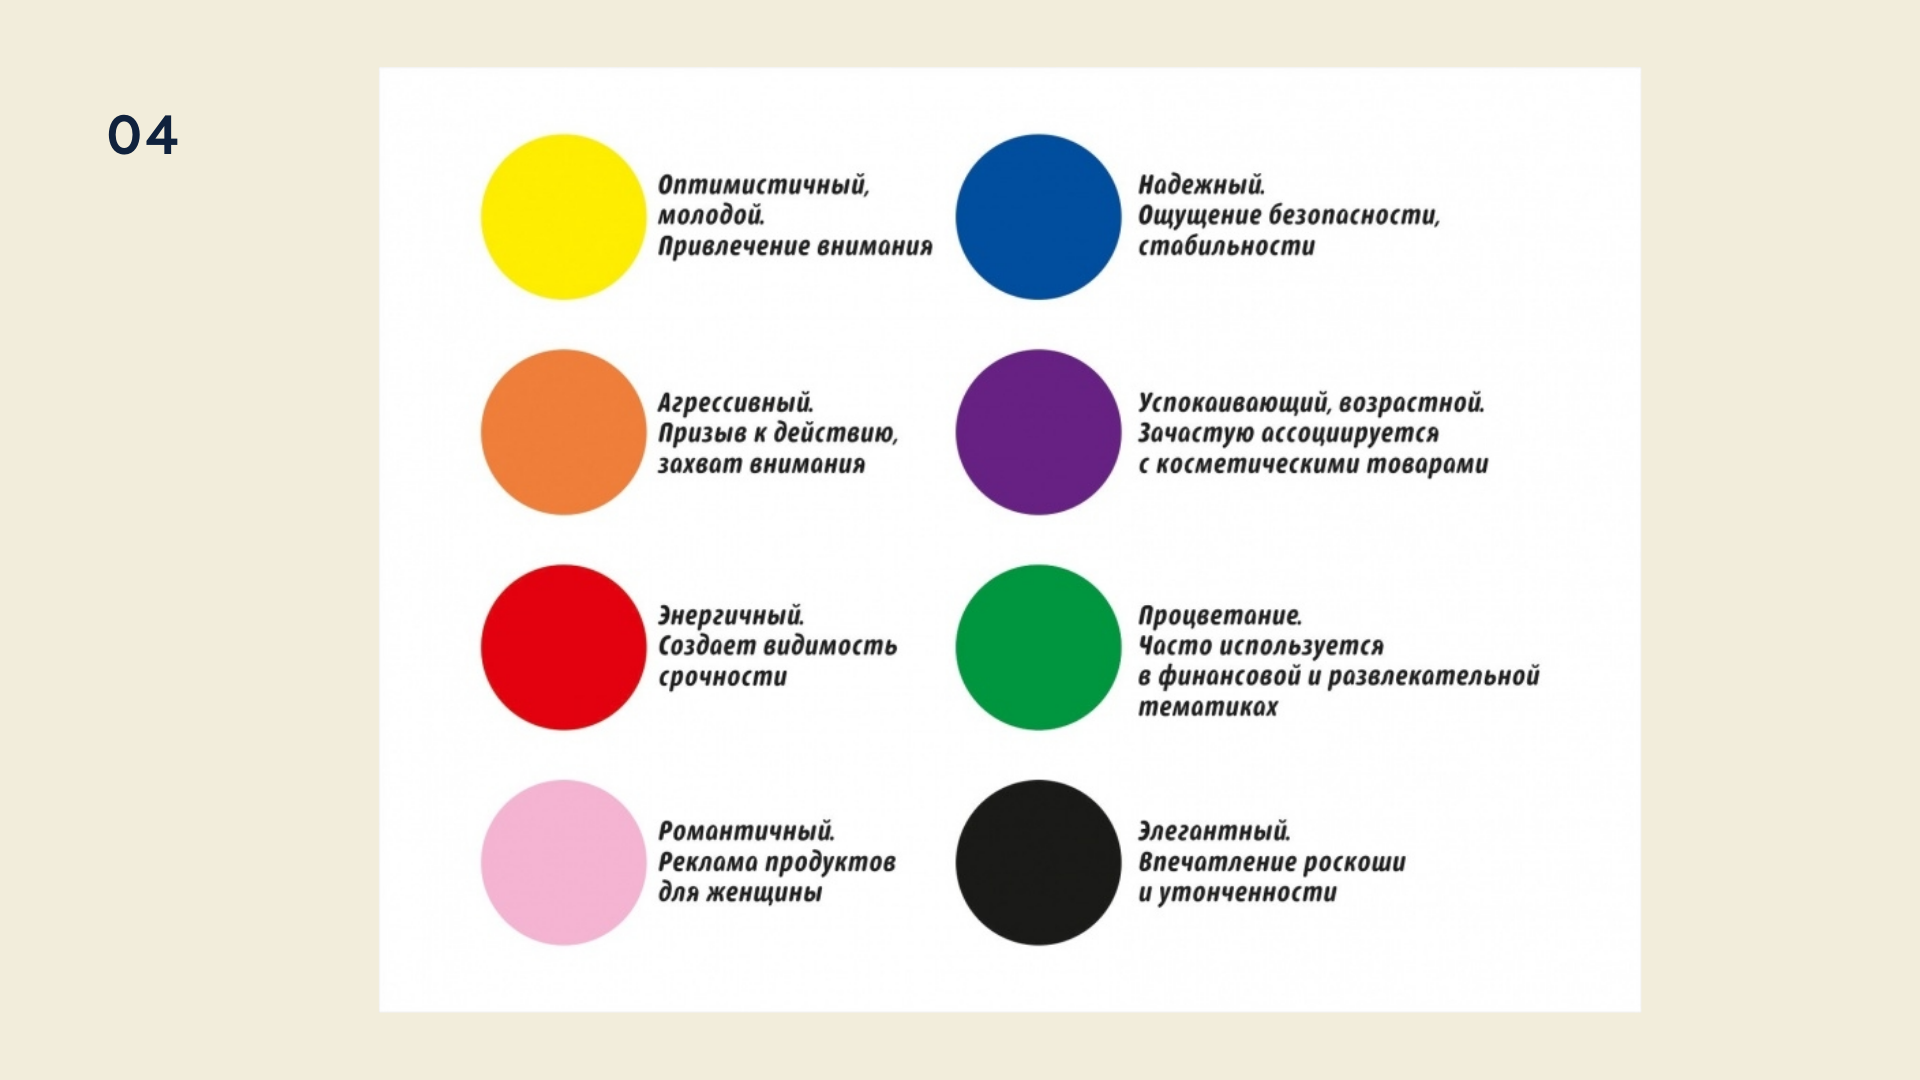 04
Оптимистичный,
молодой.
Привлечение внимания
Надежный.
Ощущение безопасности,
стабильности
Агрессивный.
Призыв к действию,
захват внимания
Успокаивающий, возрастной.
Зачастую ассоциируется
с косметическими товарами
Энергичный.
Создает видимость
срочности
Процветание.
Часто используется
в финансовой и развлекательной
тематиках
Романтичный.
Реклама продуктов
для женщины
Элегантный.
Впечатление роскоши
и утонченности